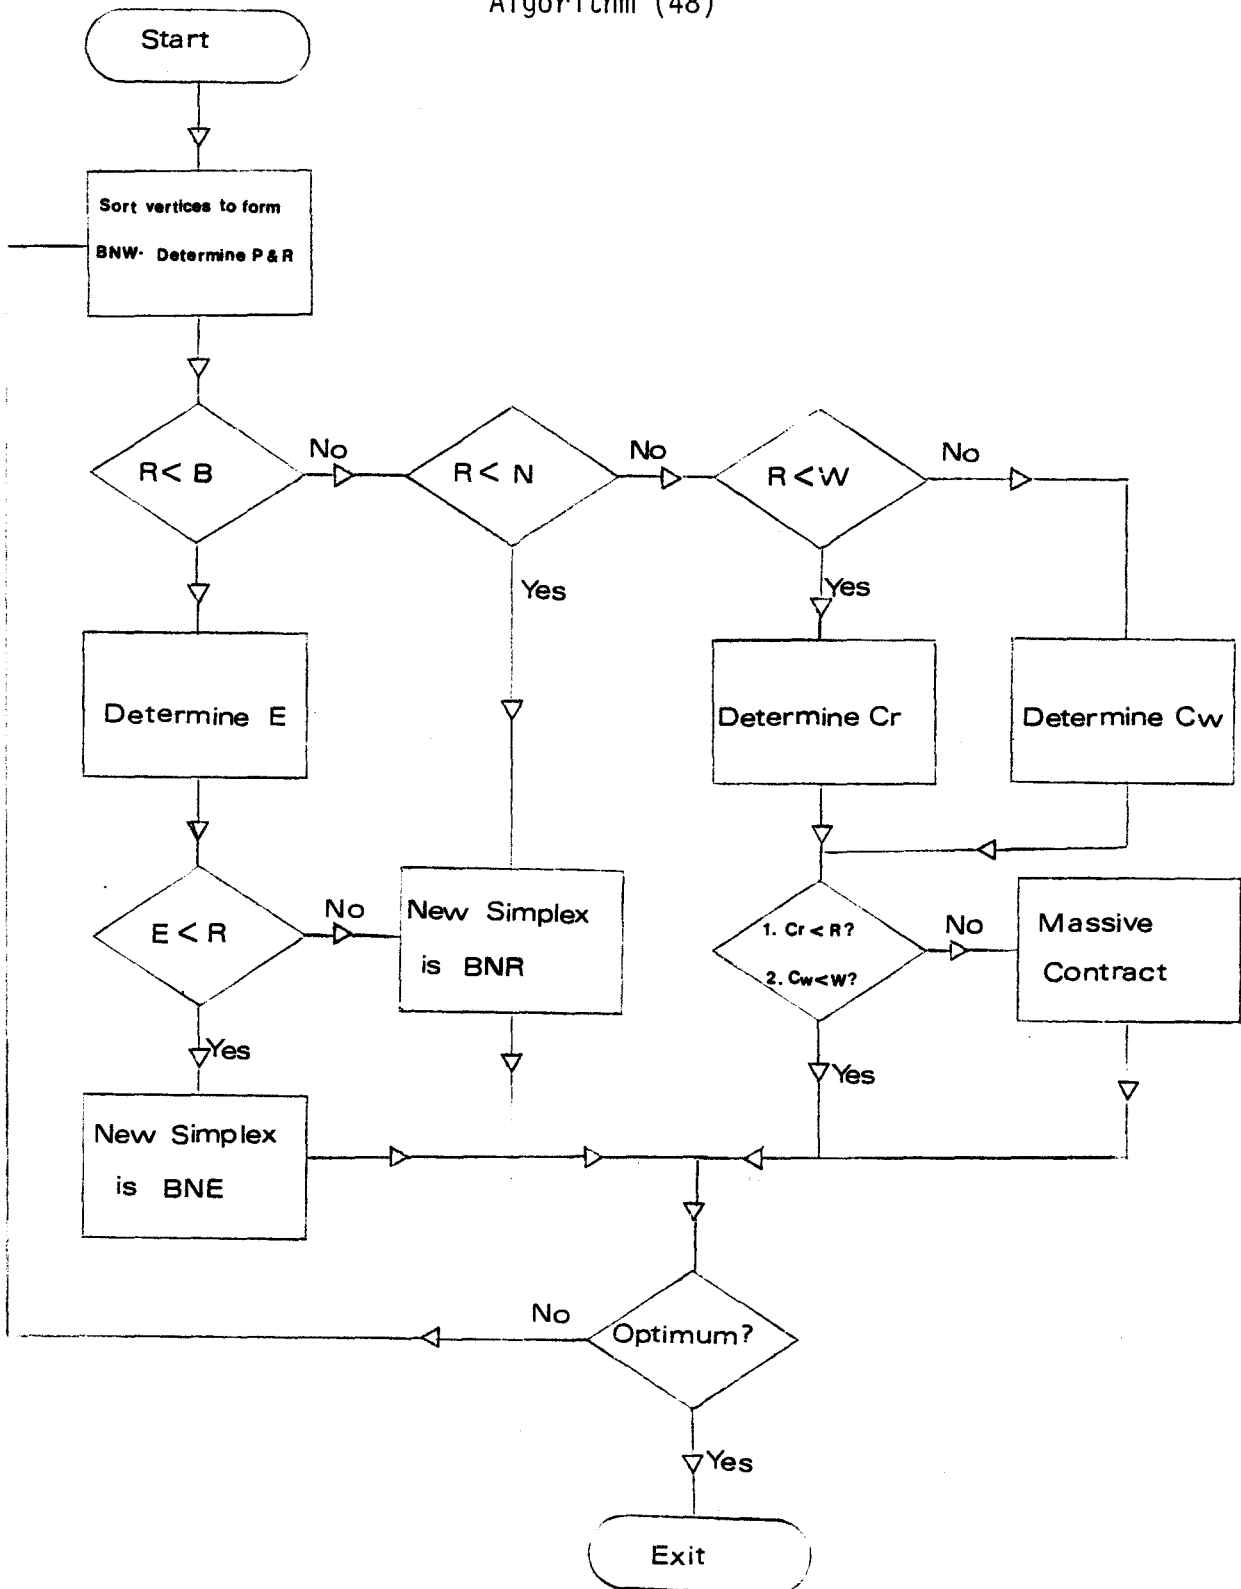 Algorithm (48)
Start
Sort vertices to form
BNW. Determine P & R
R < B
No
R < N
No
R < W
No
Yes
Yes
Determine E
Determine Cr
Determine Cw
E < R
No
New Simplex
is BNR
1. Cr < R?
2. Cw < W?
No
Massive
Contract
Yes
Yes
New Simplex
is BNE
No
Optimum?
Yes
Exit